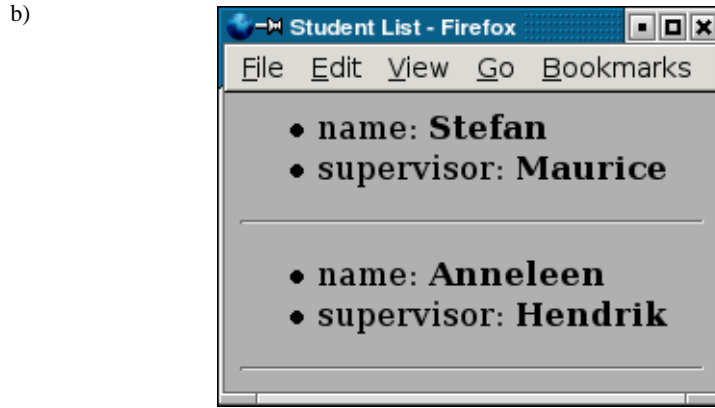 b)
Student List - Firefox
File Edit View Go Bookmarks
• name: Stefan
• supervisor: Maurice
• name: Anneleen
• supervisor: Hendrik